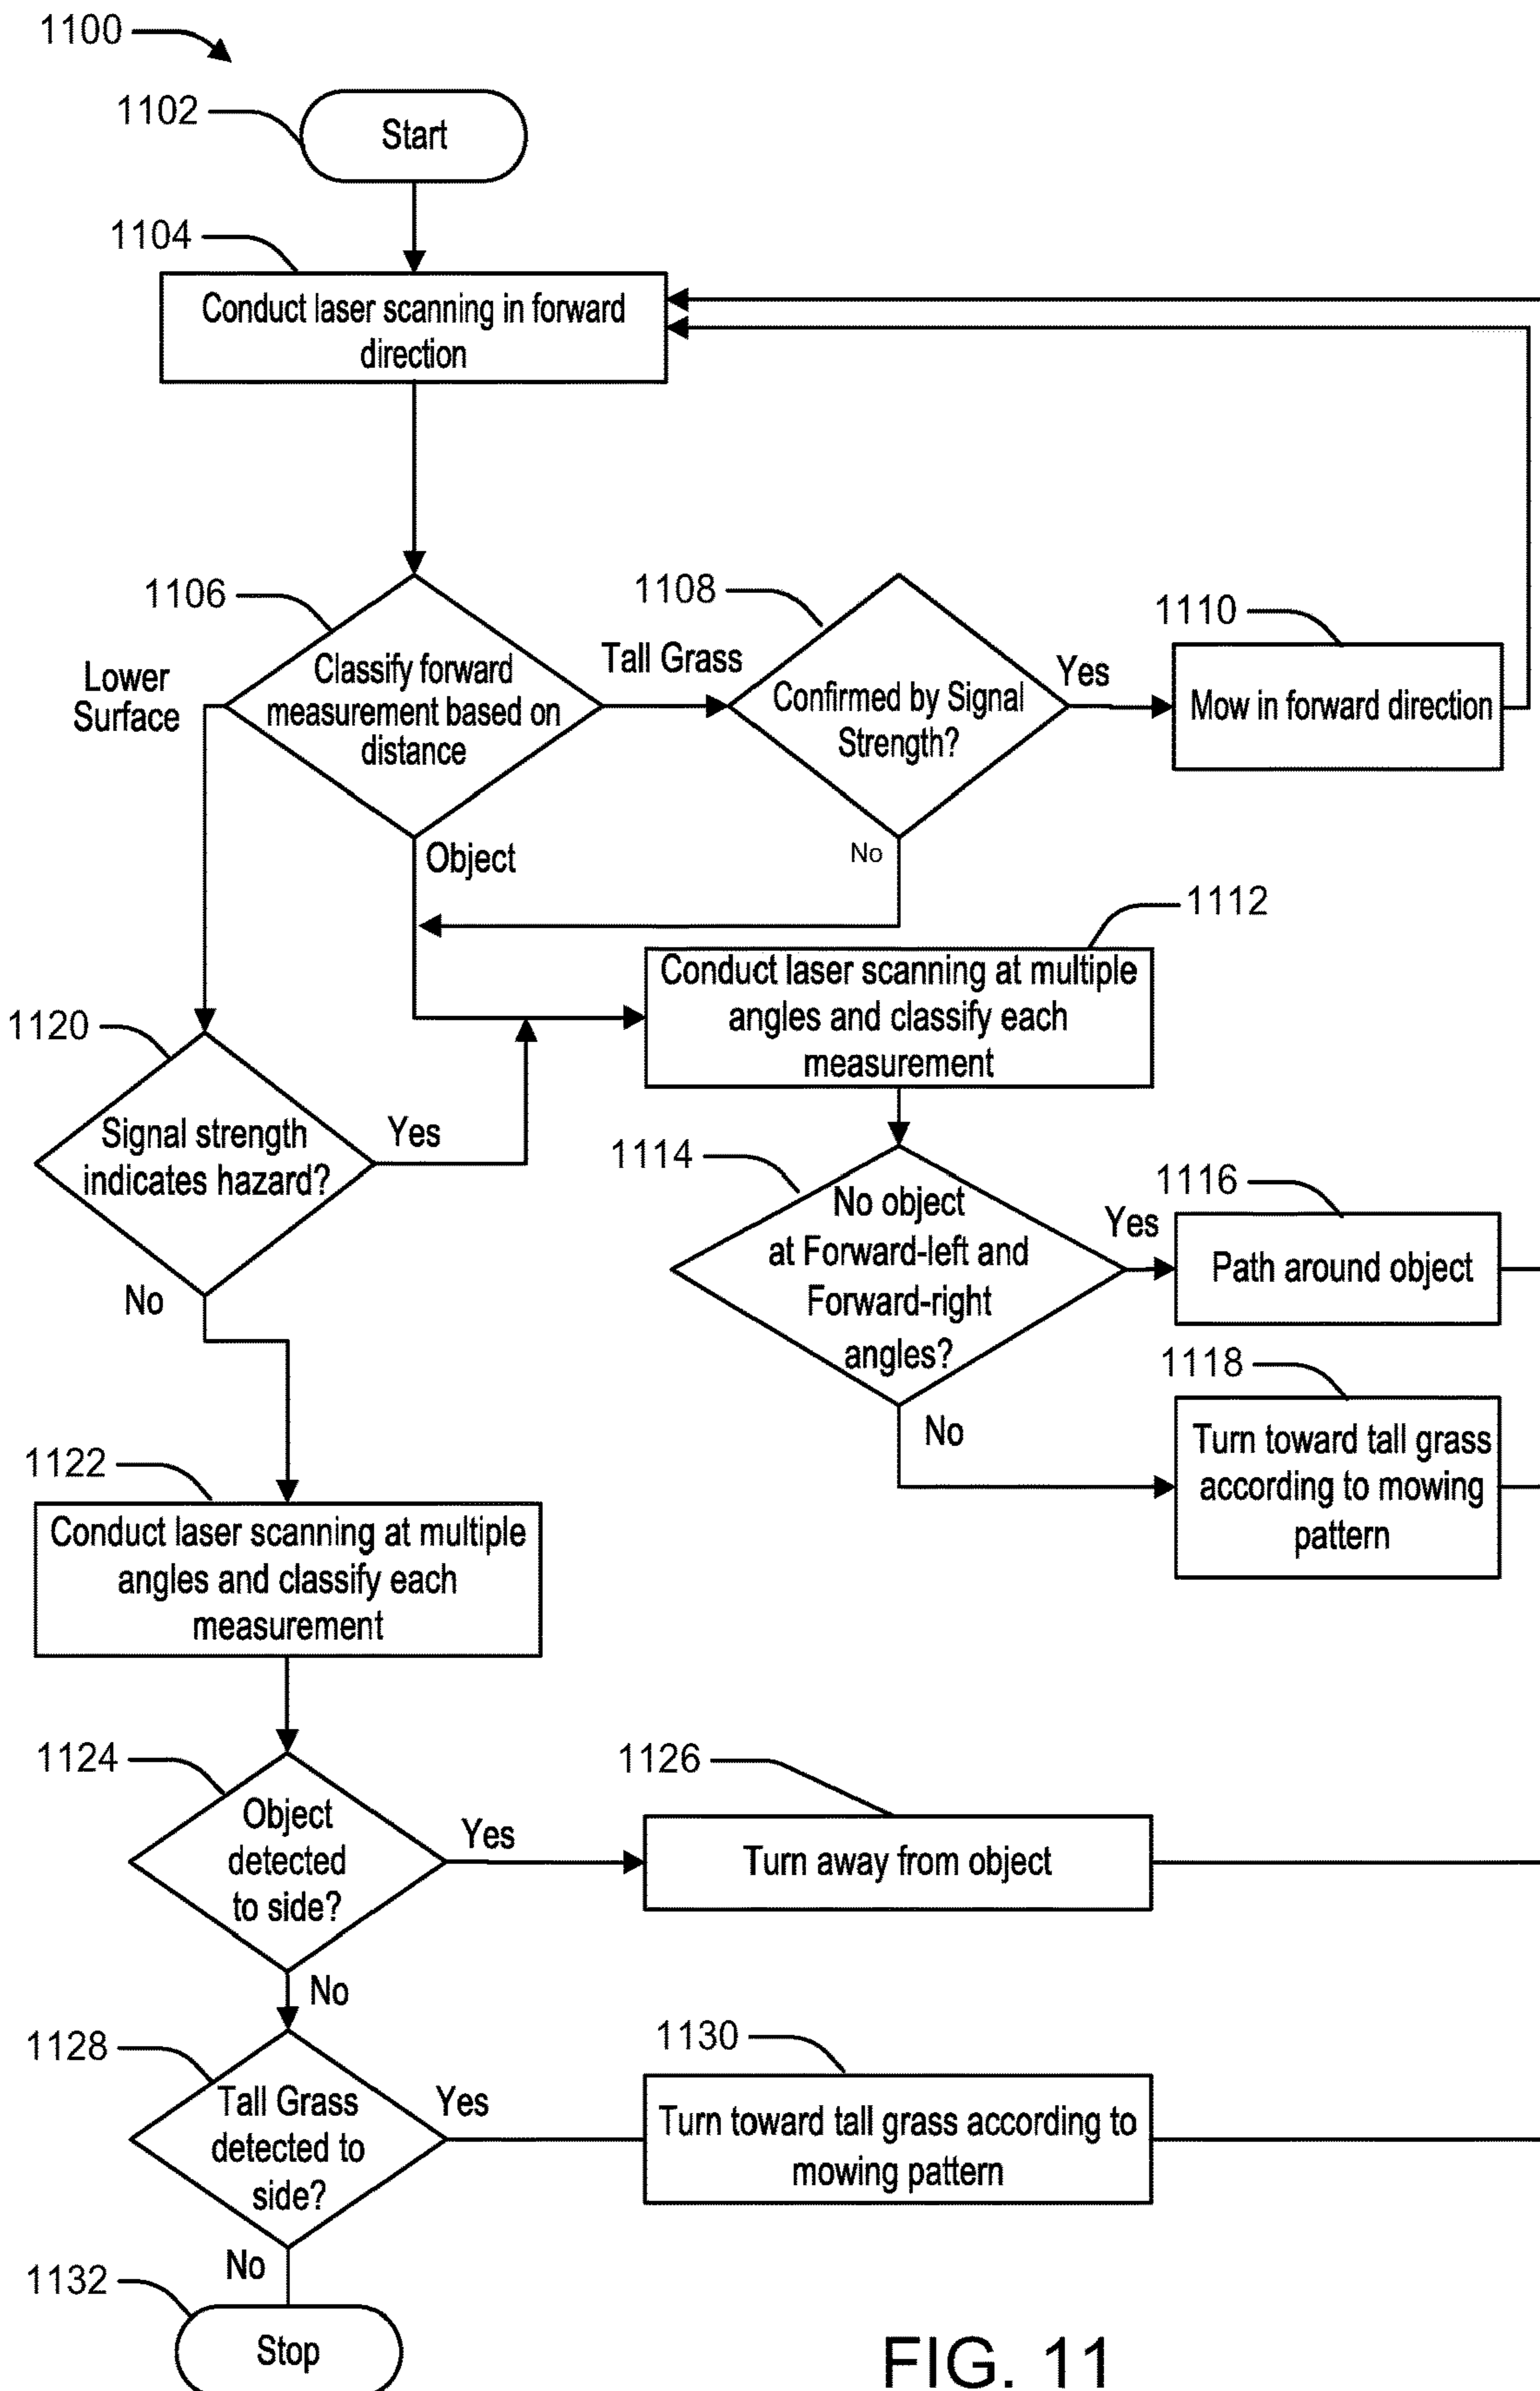 1100
1102
Start
1104
Conduct laser scanning in forward
direction
1106
1108
1110
Lower
Surface
Classify forward
measurement based on
distance
Tall Grass
Confirmed by Signal
Strength?
Yes
Mow in forward direction
Object
No
1112
Conduct laser scanning at multiple
angles and classify each
measurement
1120
Signal strength
indicates hazard?
Yes
No
1114
No object
at Forward-left and
Forward-right
angles?
Yes
1116
Path around object
No
1118
Turn toward tall grass
according to mowing
pattern
1122
Conduct laser scanning at multiple
angles and classify each
measurement
1124
Object
detected
to side?
Yes
1126
Turn away from object
No
1128
Tall Grass
detected to
side?
Yes
1130
Turn toward tall grass according to
mowing pattern
No
1132
Stop
FIG. 11